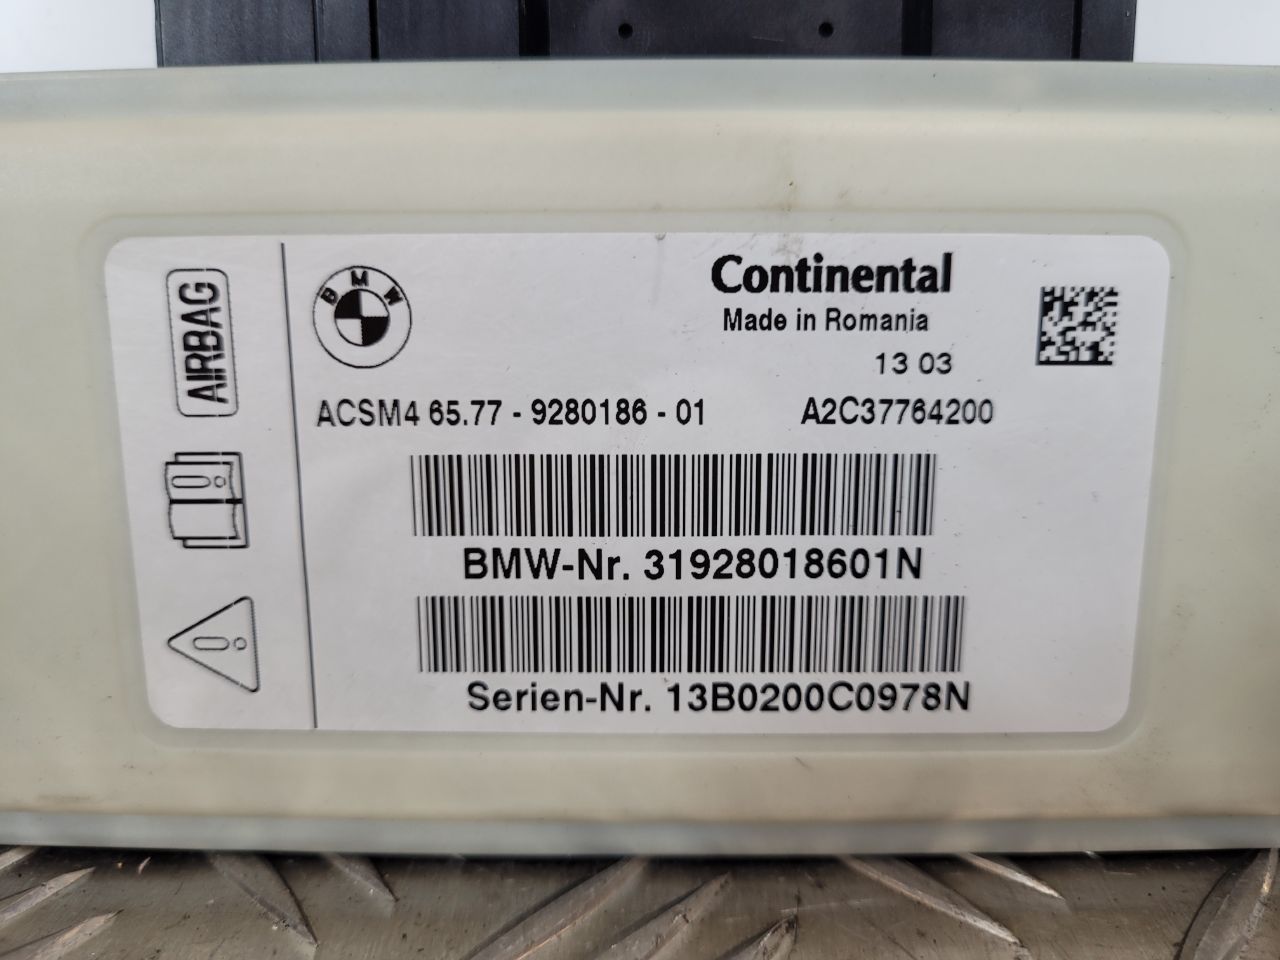 AIRBAG
BMW
Continental
Made in Romania
13 03
ACSM4 65.77 - 9280186 - 01 A2C37764200
BMW-Nr. 31928018601N
Serien-Nr. 13B0200C0978N